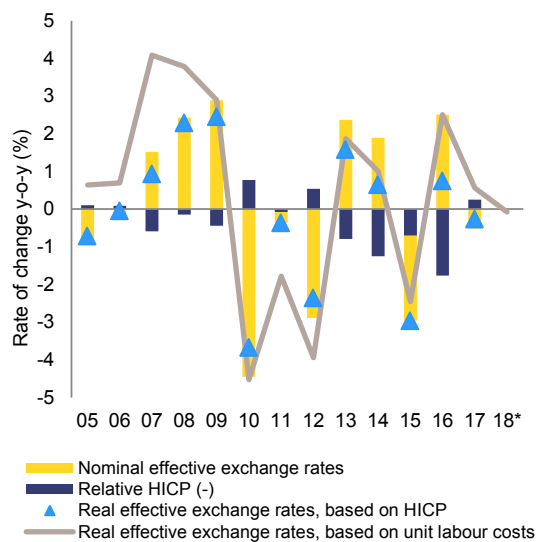 Rate of change y-o-y (%)
5
4
3
2
1
0
-1
-2
-3
-4
-5
05 06 07 08 09 10 11 12 13 14 15 16 17 18*
Nominal effective exchange rates
Relative HICP (-)
Real effective exchange rates, based on HICP
Real effective exchange rates, based on unit labour costs